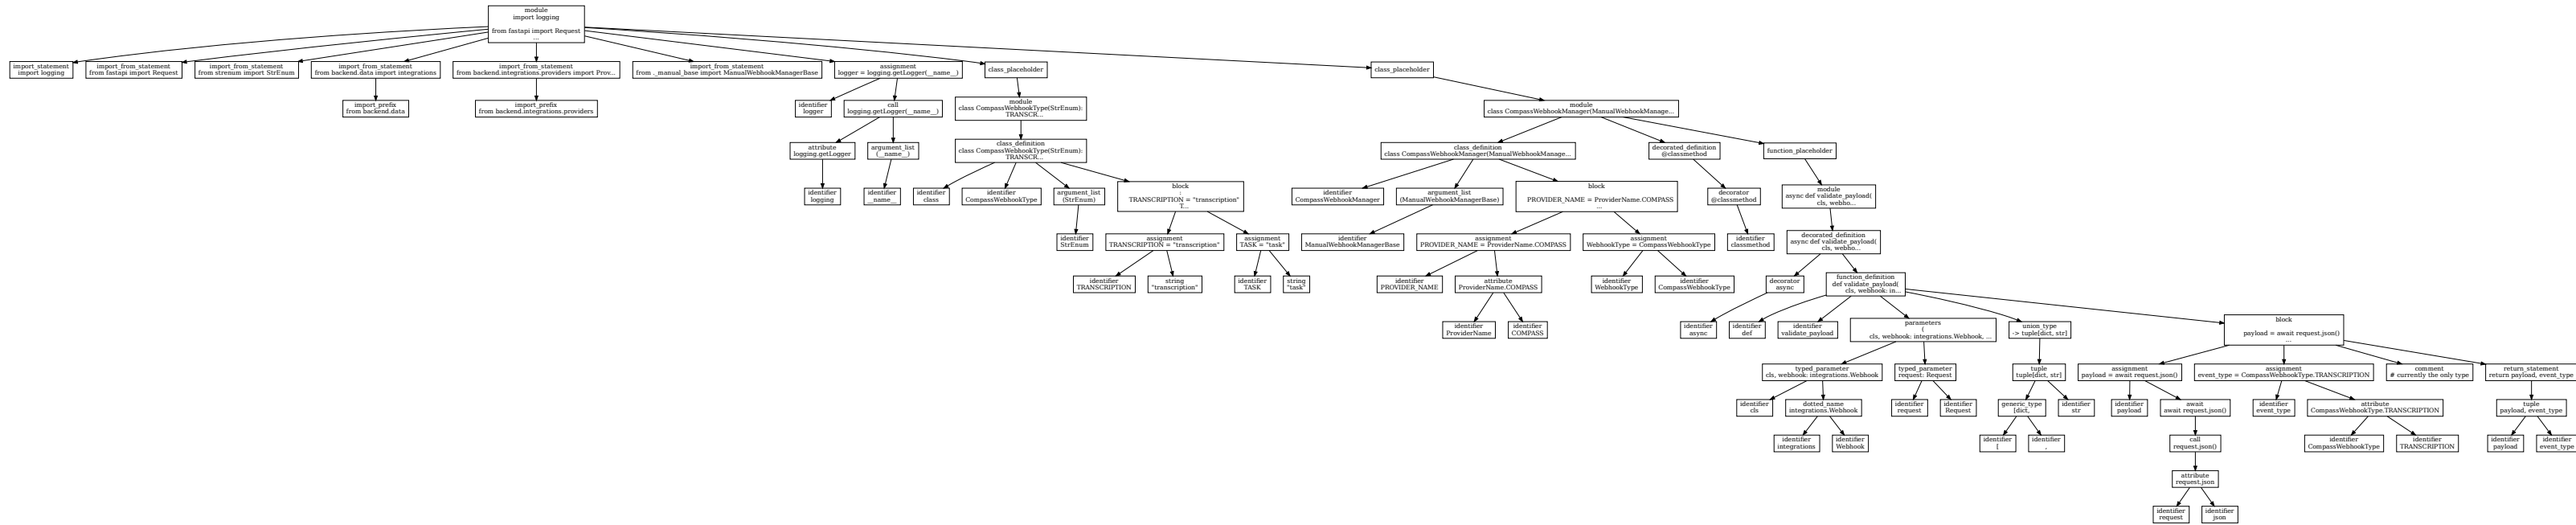 module
import logging
from fastapi import Request
...
import_statement
import logging
import_from_statement
from fastapi import Request
import_from_statement
from strenum import StrEnum
import_from_statement
from backend.data import integrations
import_from_statement
from backend.integrations.providers import Prov...
import_from_statement
from ._manual_base import ManualWebhookManagerBase
assignment
logger = logging.getLogger(__name__)
class_placeholder
class_placeholder
import_prefix
from backend.data
import_prefix
from backend.integrations.providers
identifier
logger
call
logging.getLogger(__name__)
module
class CompassWebhookType(StrEnum):
TRANSCR...
module
class CompassWebhookManager(ManualWebhookManage...
attribute
logging.getLogger
argument_list
(__name__)
class_definition
class CompassWebhookType(StrEnum):
TRANSCR...
class_definition
class CompassWebhookManager(ManualWebhookManage...
decorated_definition
@classmethod
function_placeholder
identifier
logging
identifier
__name__
identifier
class
identifier
CompassWebhookType
argument_list
(StrEnum)
block
:
TRANSCRIPTION = "transcription"
T...
identifier
CompassWebhookManager
argument_list
(ManualWebhookManagerBase)
block
PROVIDER_NAME = ProviderName.COMPASS
...
decorator
@classmethod
module
async def validate_payload(
cls, webho...
identifier
StrEnum
assignment
TRANSCRIPTION = "transcription"
assignment
TASK = "task"
identifier
ManualWebhookManagerBase
assignment
PROVIDER_NAME = ProviderName.COMPASS
assignment
WebhookType = CompassWebhookType
identifier
classmethod
decorated_definition
async def validate_payload(
cls, webho...
identifier
TRANSCRIPTION
string
"transcription"
identifier
TASK
string
"task"
identifier
PROVIDER_NAME
attribute
ProviderName.COMPASS
identifier
WebhookType
identifier
CompassWebhookType
decorator
async
function_definition
def validate_payload(
cls, webhook: in...
identifier
ProviderName
identifier
COMPASS
identifier
async
identifier
def
identifier
validate_payload
parameters
(
cls, webhook: integrations.Webhook, ...
union_type
-> tuple[dict, str]
block
payload = await request.json()
...
typed_parameter
cls, webhook: integrations.Webhook
typed_parameter
request: Request
tuple
tuple[dict, str]
assignment
payload = await request.json()
assignment
event_type = CompassWebhookType.TRANSCRIPTION
comment
# currently the only type
return_statement
return payload, event_type
identifier
cls
dotted_name
integrations.Webhook
identifier
request
identifier
Request
generic_type
[dict,
identifier
str
identifier
payload
await
await request.json()
identifier
event_type
attribute
CompassWebhookType.TRANSCRIPTION
tuple
payload, event_type
identifier
integrations
identifier
Webhook
identifier
[
identifier
,
call
request.json()
identifier
CompassWebhookType
identifier
TRANSCRIPTION
identifier
payload
identifier
event_type
attribute
request.json
identifier
request
identifier
json